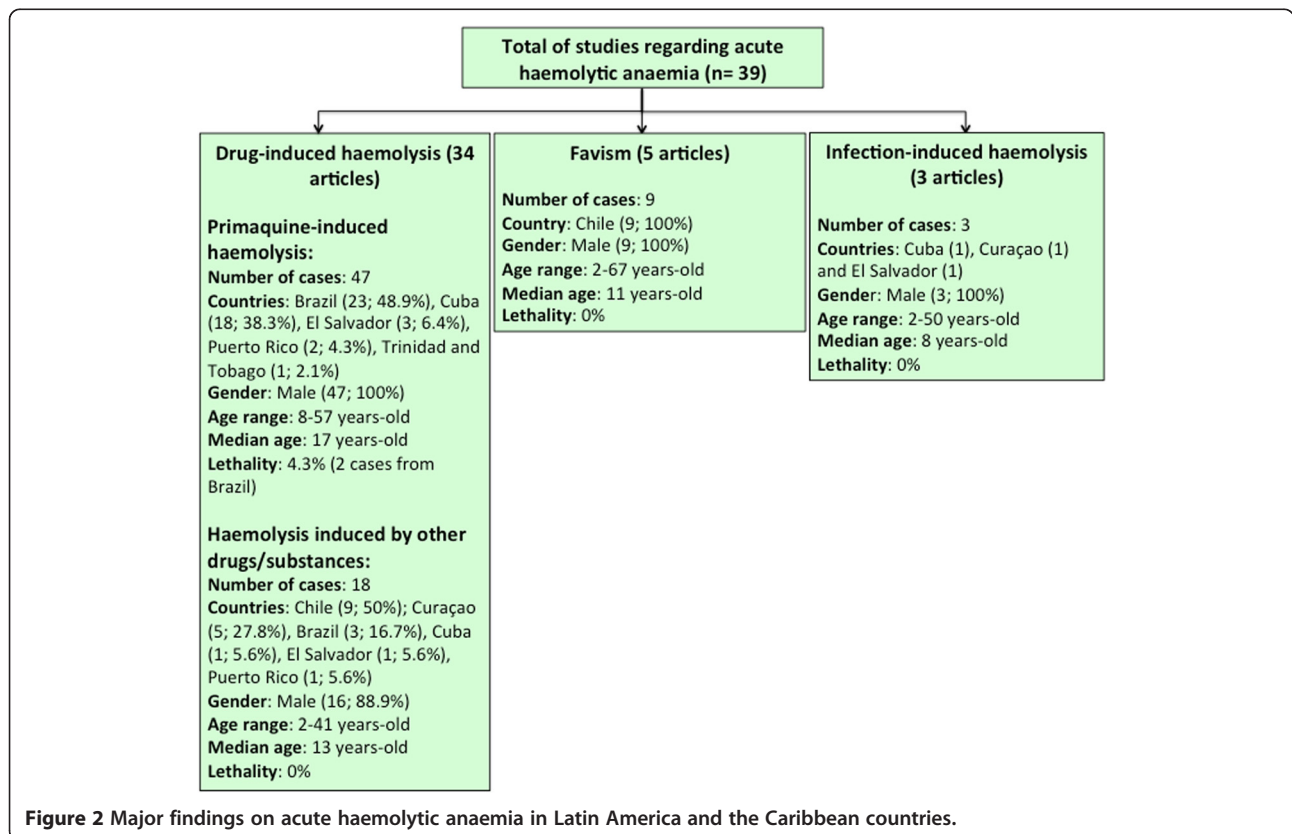 Total of studies regarding acute
haemolytic anaemia (n= 39)
Drug-induced haemolysis (34
articles)
Primaquine-induced
haemolysis:
Number of cases: 47
Countries: Brazil (23; 48.9%), Cuba
(18; 38.3%), El Salvador (3; 6.4%),
Puerto Rico (2; 4.3%), Trinidad and
Tobago (1; 2.1%)
Gender: Male (47; 100%)
Age range: 8-57 years-old
Median age: 17 years-old
Lethality: 4.3% (2 cases from
Brazil)
Haemolysis induced by other
drugs/substances:
Number of cases: 18
Countries: Chile (9; 50%); Curaçao
(5; 27.8%), Brazil (3; 16.7%), Cuba
(1; 5.6%), El Salvador (1; 5.6%),
Puerto Rico (1; 5.6%)
Gender: Male (16; 88.9%)
Age range: 2-41 years-old
Median age: 13 years-old
Lethality: 0%
Favism (5 articles)
Number of cases: 9
Country: Chile (9; 100%)
Gender: Male (9; 100%)
Age range: 2-67 years-old
Median age: 11 years-old
Lethality: 0%
Infection-induced haemolysis
(3 articles)
Number of cases: 3
Countries: Cuba (1), Curaçao (1)
and El Salvador (1)
Gender: Male (3; 100%)
Age range: 2-50 years-old
Median age: 8 years-old
Lethality: 0%
Figure 2 Major findings on acute haemolytic anaemia in Latin America and the Caribbean countries.